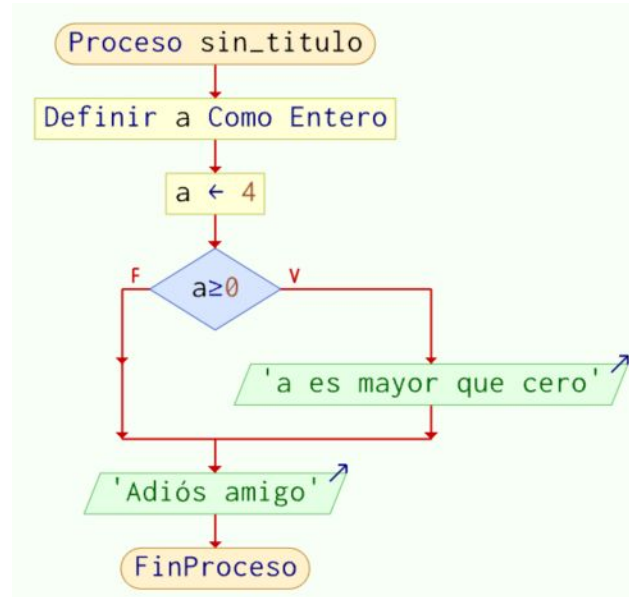 Proceso sin_titulo
Definir a Como Entero
a ← 4
F
V
a≥0
'a es mayor que cero'
'Adiós amigo'
FinProceso